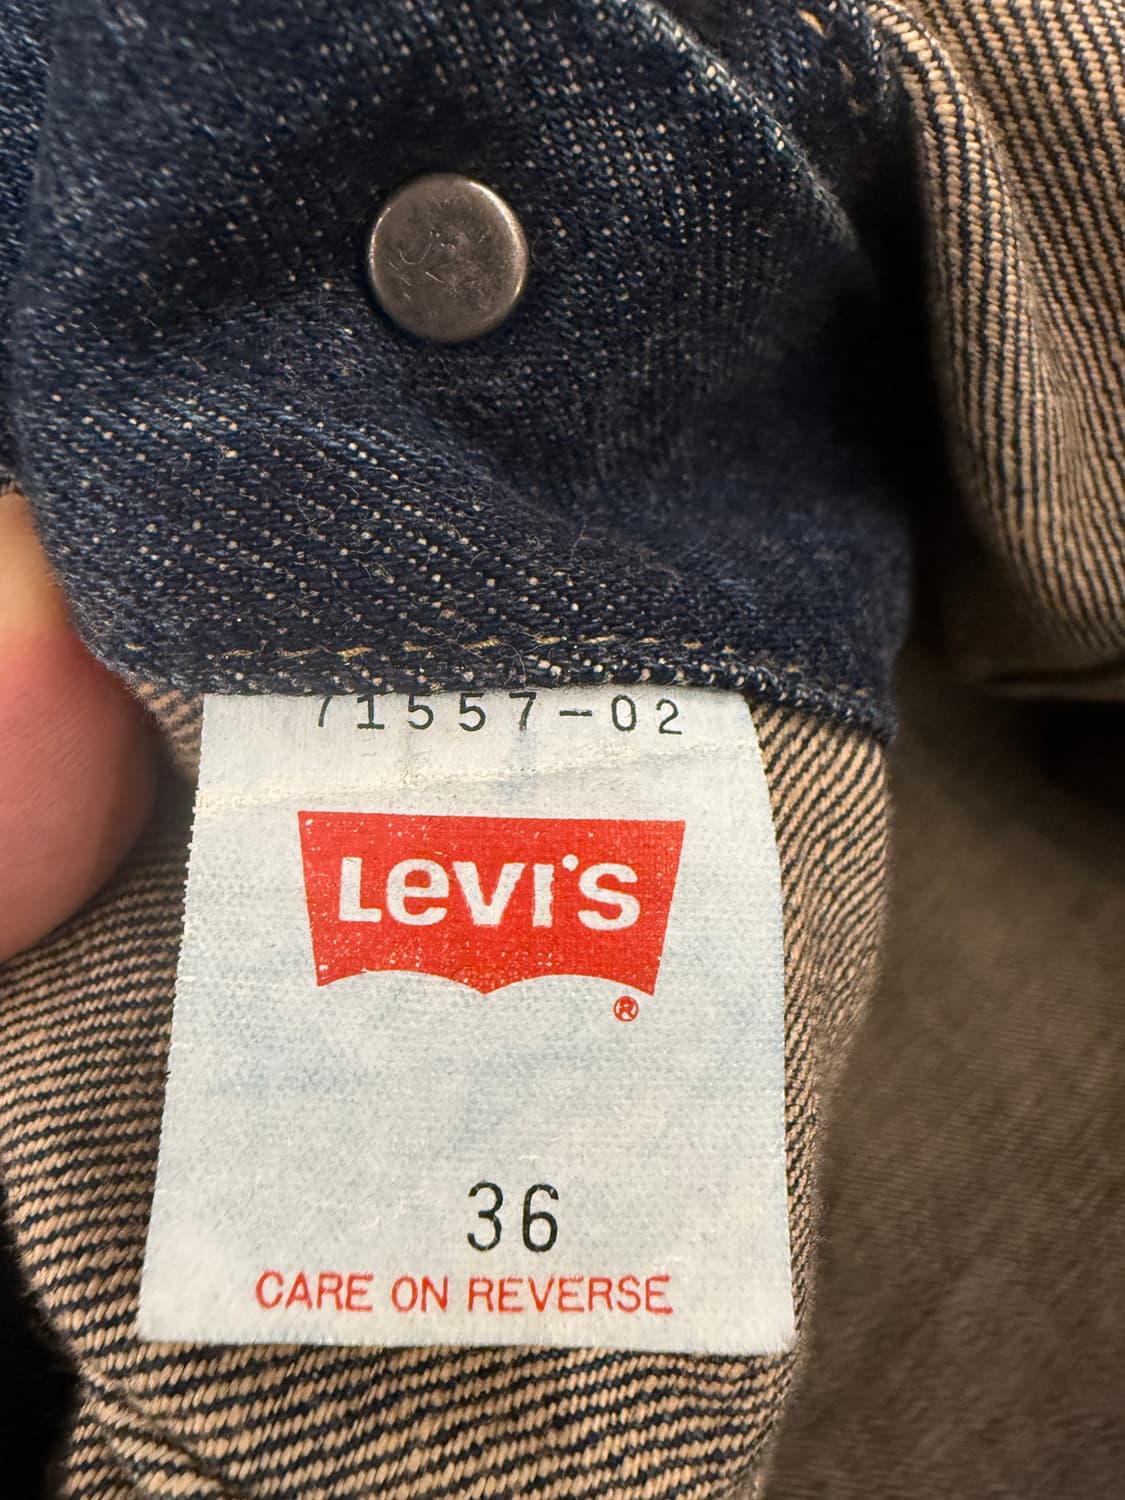 71557-02
Levi's
®
36
CARE ON REVERSE